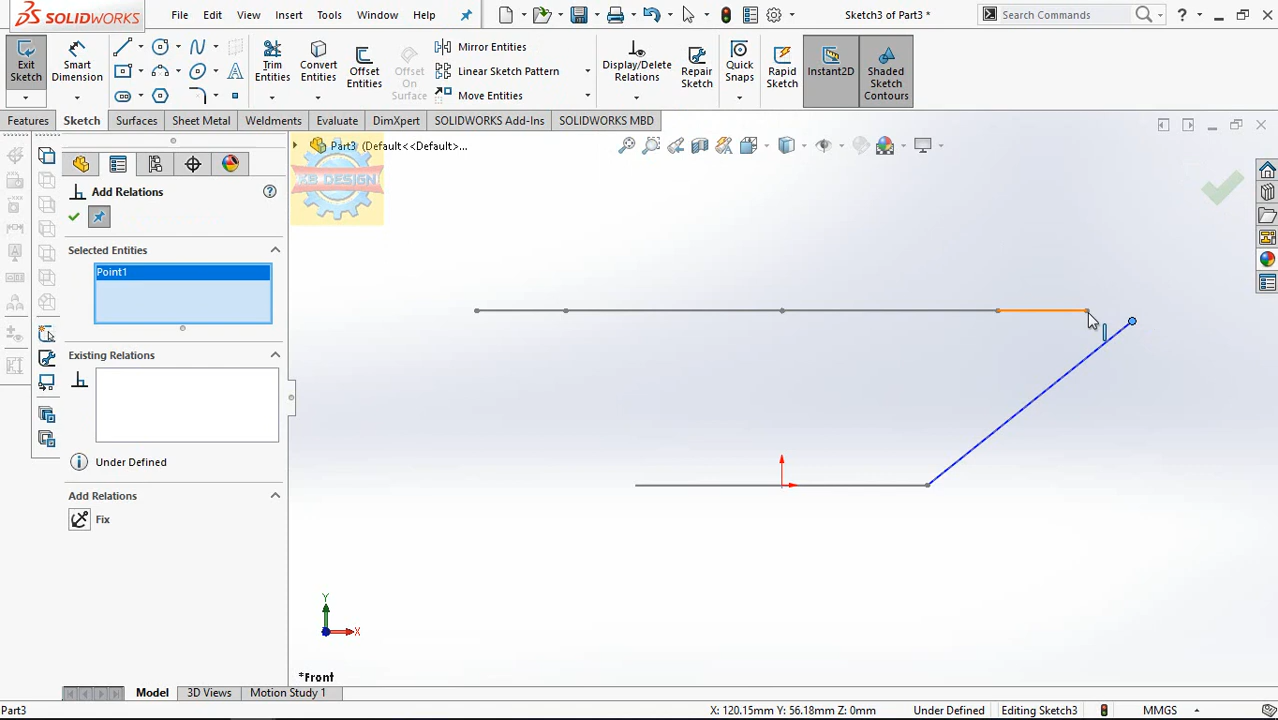 SOLIDWORKS File Edit View Insert Tools Window Help Sketch3 of Part3 * Search Commands
Exit Sketch Smart Dimension Trim Entities Convert Entities Offset Entities Offset On Surface Mirror Entities Linear Sketch Pattern Move Entities Display/Delete Relations Repair Sketch Quick Snaps Rapid Sketch Instant2D Shaded Sketch Contours
Features Sketch Surfaces Sheet Metal Weldments Evaluate DimXpert SOLIDWORKS Add-Ins SOLIDWORKS MBD
Part3 (Default<<Default>...
KB DESIGN
Add Relations
Selected Entities
Point1
Existing Relations
Under Defined
Add Relations
Fix
Y
X
*Front
Model 3D Views Motion Study 1
Part3 X: 120.15mm Y: 56.18mm Z: 0mm Under Defined Editing Sketch3 MMGS